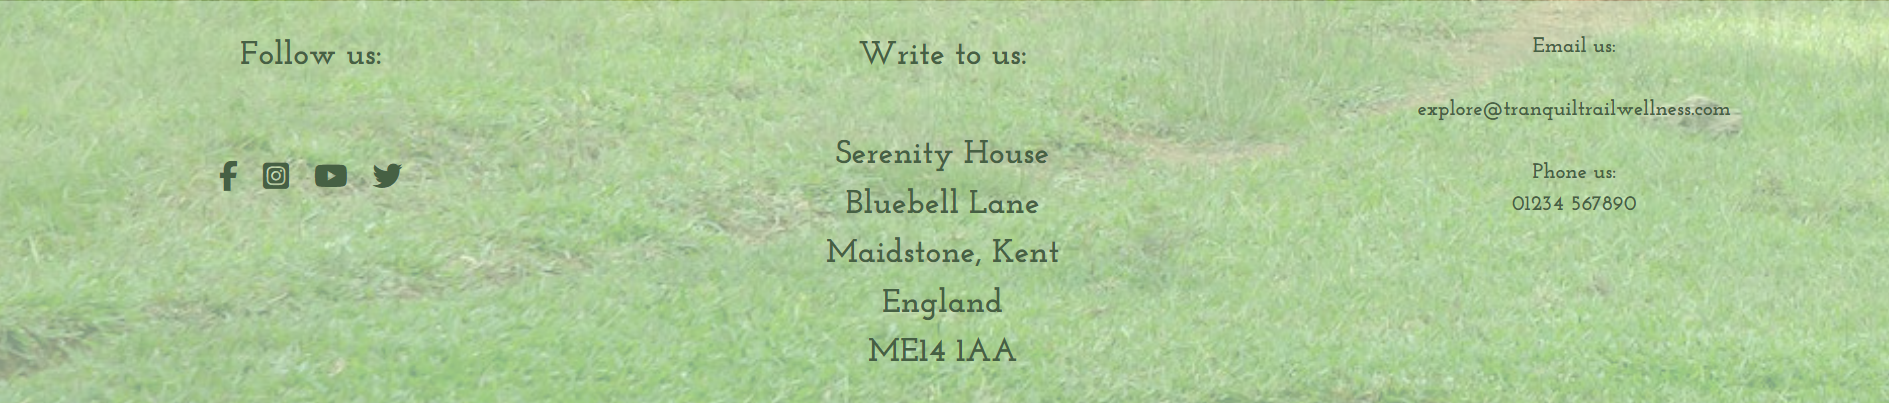 Follow us:
Write to us:
Serenity House
Bluebell Lane
Maidstone, Kent
England
ME14 1AA
Email us:
explore@tranquiltrailwellness.com
Phone us:
01234 567890